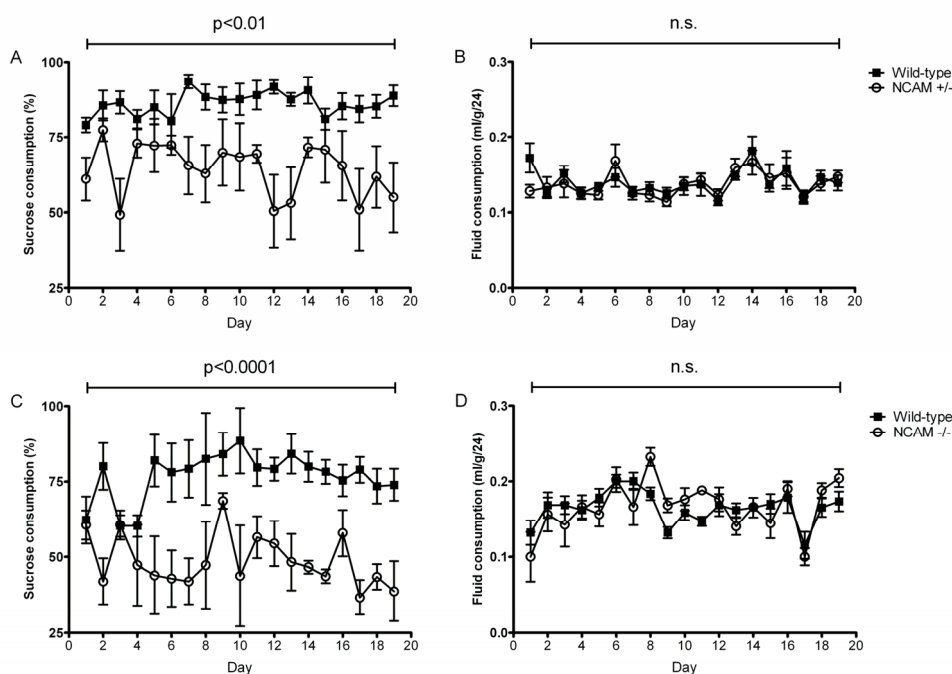 p<0.01
A
Sucrose consumption (%)
100
75
50
25
0 2 4 6 8 10 12 14 16 18 20
Day
n.s.
B
Fluid consumption (ml/g/24)
0.3
0.2
0.1
0.0
0 2 4 6 8 10 12 14 16 18 20
Day
Wild-type
NCAM +/-
p<0.0001
C
Sucrose consumption (%)
100
75
50
25
0 2 4 6 8 10 12 14 16 18 20
Day
n.s.
D
Fluid consumption (ml/g/24)
0.3
0.2
0.1
0.0
0 2 4 6 8 10 12 14 16 18 20
Day
Wild-type
NCAM -/-